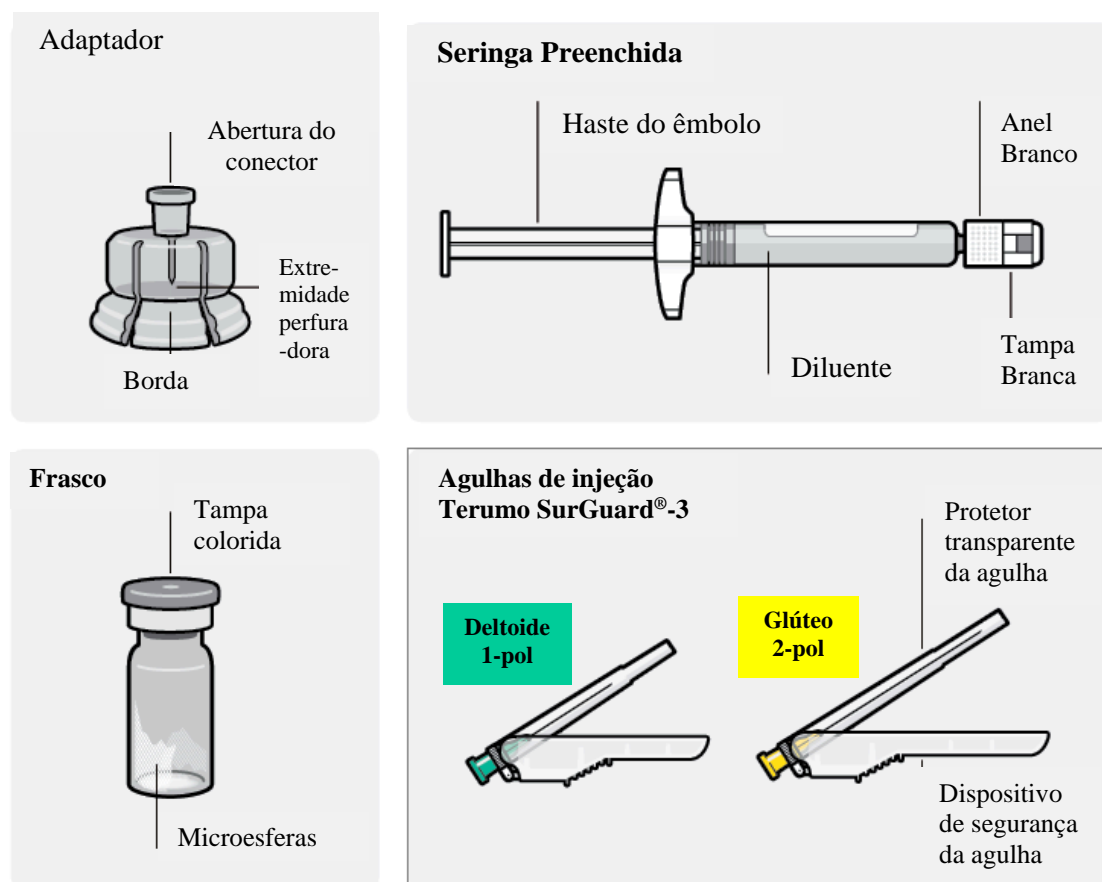 Adaptador
Abertura do
conector
Extre-
midade
perfura
-dora
Borda
Seringa Preenchida
Haste do êmbolo
Anel
Branco
Diluente
Tampa
Branca
Frasco
Tampa
colorida
Microesferas
Agulhas de injeção
Terumo SurGuard®-3
Deltoide
1-pol
Glúteo
2-pol
Protetor
transparente
da agulha
Dispositivo
de segurança
da agulha